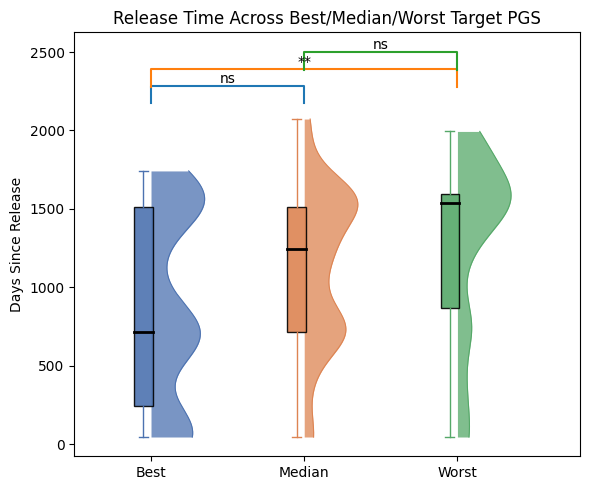 Release Time Across Best/Median/Worst Target PGS
2500
ns
**
ns
2000
1500
Days Since Release
1000
500
0
Best
Median
Worst